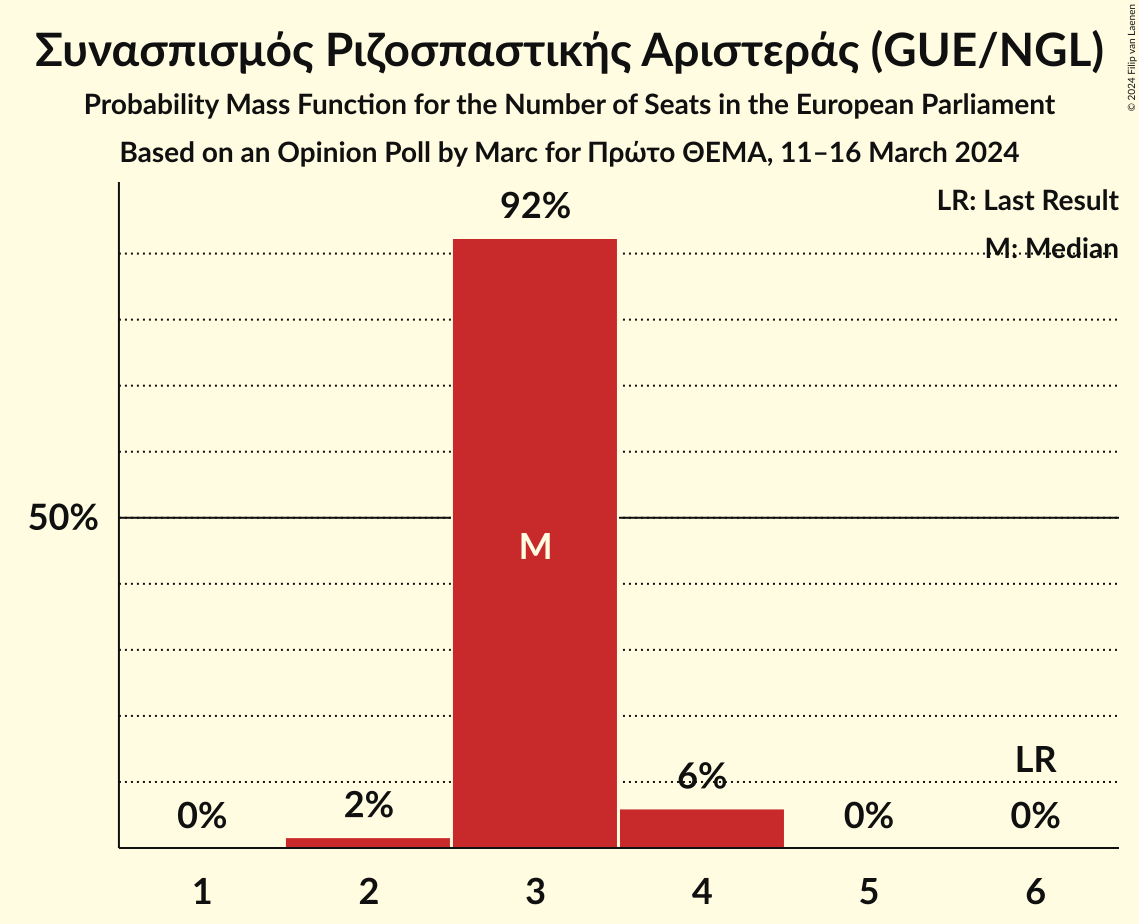 Συνασπισμός Ριζοσπαστικής Αριστεράς (GUE/NGL)
Probability Mass Function for the Number of Seats in the European Parliament
Based on an Opinion Poll by Marc for Πρώτο ΘΕΜΑ, 11–16 March 2024
© 2024 Filip van Laenen
LR: Last Result
M: Median
92%
50%
M
LR
6%
2%
0%
0%
0%
1 2 3 4 5 6